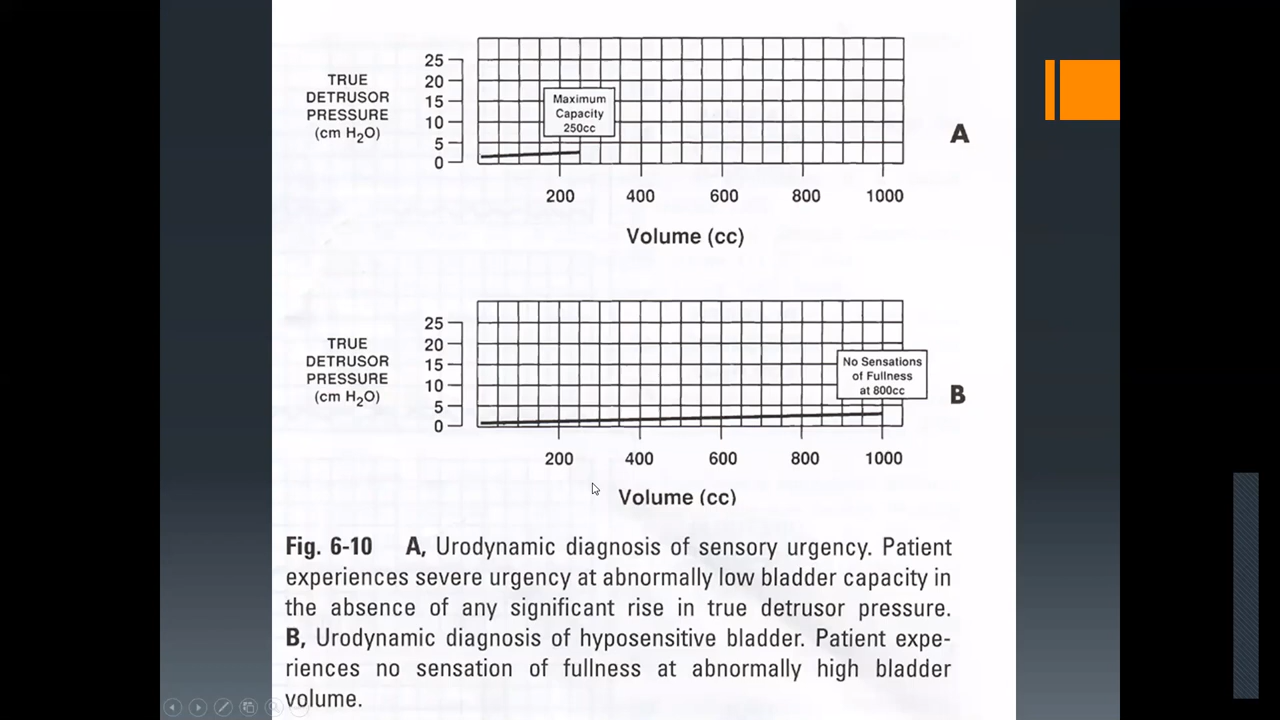 25
20
15
10
5
0
TRUE
DETRUSOR
PRESSURE
(cm H₂O)
Maximum
Capacity
250cc
A
200 400 600 800 1000
Volume (cc)
25
20
15
10
5
0
TRUE
DETRUSOR
PRESSURE
(cm H₂O)
No Sensations
of Fullness
at 800cc
B
200 400 600 800 1000
Volume (cc)
Fig. 6-10 A, Urodynamic diagnosis of sensory urgency. Patient
experiences severe urgency at abnormally low bladder capacity in
the absence of any significant rise in true detrusor pressure.
B, Urodynamic diagnosis of hyposensitive bladder. Patient expe-
riences no sensation of fullness at abnormally high bladder
volume.